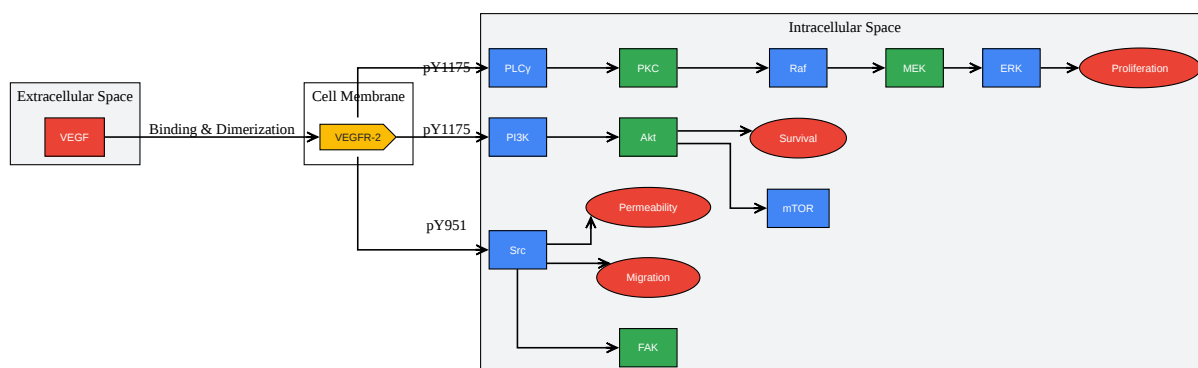 Intracellular Space
pY1175
PLCγ
PKC
Raf
MEK
ERK
Proliferation
Extracellular Space
Cell Membrane
VEGF
Binding & Dimerization
VEGFR-2
pY1175
PI3K
Akt
Survival
Permeability
mTOR
pY951
Src
Migration
FAK